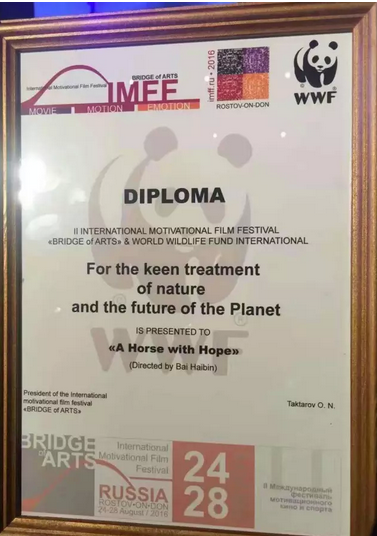 BRIDGE of ARTS
International Motivational Film Festival
IMFF
MOVIE MOTION EMOTION
imff.ru • 2016
ROSTOV-ON-DON
WWF
DIPLOMA
II INTERNATIONAL MOTIVATIONAL FILM FESTIVAL
«BRIDGE of ARTS» & WORLD WILDLIFE FUND INTERNATIONAL
For the keen treatment
of nature
and the future of the Planet
IS PRESENTED TO
«A Horse with Hope»
(Directed by Bai Haibin)
WWF
President of the International
motivational film festival
«BRIDGE of ARTS»
Taktarov O. N.
BRIDGE
of ARTS
International
Motivational Film
Festival
RUSSIA
ROSTOV-ON-DON
24-28 August / 2016
24
28
II Международный
фестиваль
мотивационного
кино и спорта